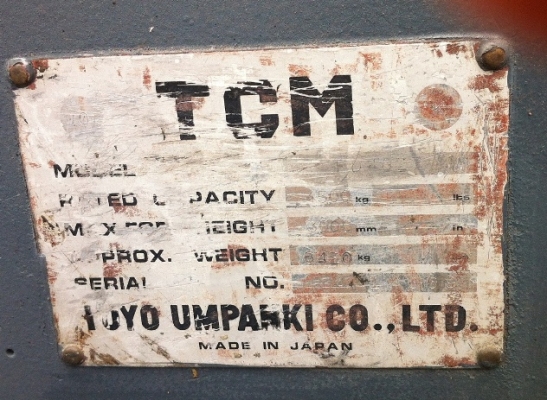 TCM
MODEL
RATED CAPACITY kg lbs
MAX FORK HEIGHT mm in
APPROX. WEIGHT kg
SERIAL NO.
TOYO UMPANKI CO., LTD.
MADE IN JAPAN